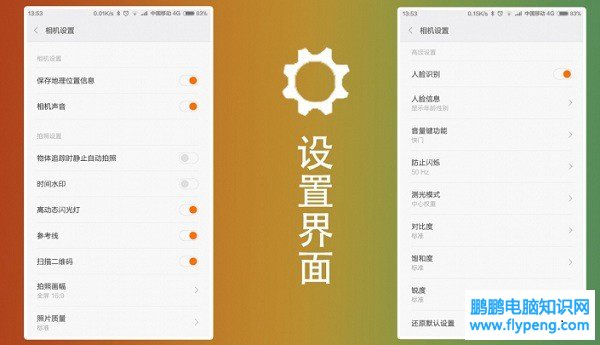 13:53
0.01K/s
中国移动 4G
83%
相机设置
相机设置
保存地理位置信息
相机声音
拍照设置
物体追踪时静止自动拍照
时间水印
高动态闪光灯
参考线
扫描二维码
拍照画幅
全屏 16:9
照片质量
标准
设置界面
13:53
0.15K/s
中国移动 4G
83%
相机设置
高级设置
人脸识别
人脸信息
显示年龄性别
音量键功能
快门
防止闪烁
50 Hz
测光模式
中心权重
对比度
标准
饱和度
标准
锐度
标准
还原默认设置
鹏鹏电脑知识网
www.flypeng.com